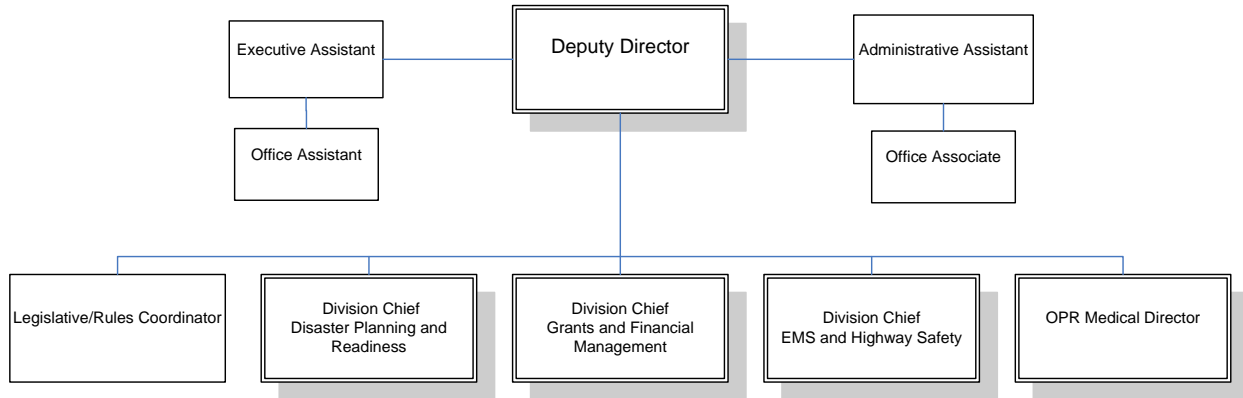 Executive Assistant
Deputy Director
Administrative Assistant
Office Assistant
Office Associate
Legislative/Rules Coordinator
Division Chief
Disaster Planning and
Readiness
Division Chief
Grants and Financial
Management
Division Chief
EMS and Highway Safety
OPR Medical Director